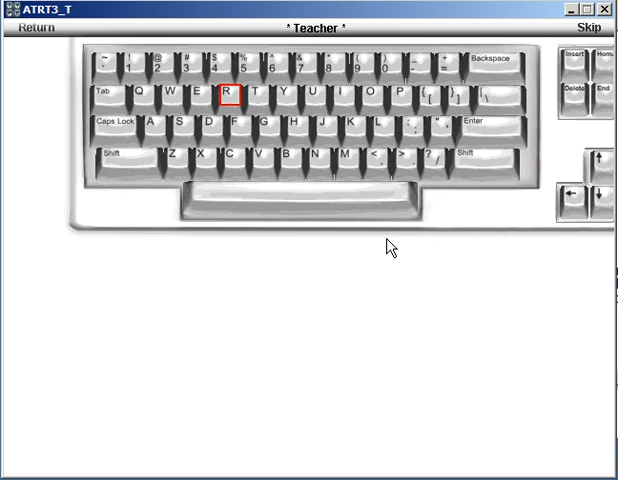 ATRT3_T
Return * Teacher * Skip
~ ! @ # $ % ^ & * ( ) _ + Backspace
` 1 2 3 4 5 6 7 8 9 0 - =
Tab Q W E R T Y U I O P { [ } ] | \
Caps Lock A S D F G H J K L : ; " ' Enter
Shift Z X C V B N M < , > . ? / Shift
Insert Hom
Delete End